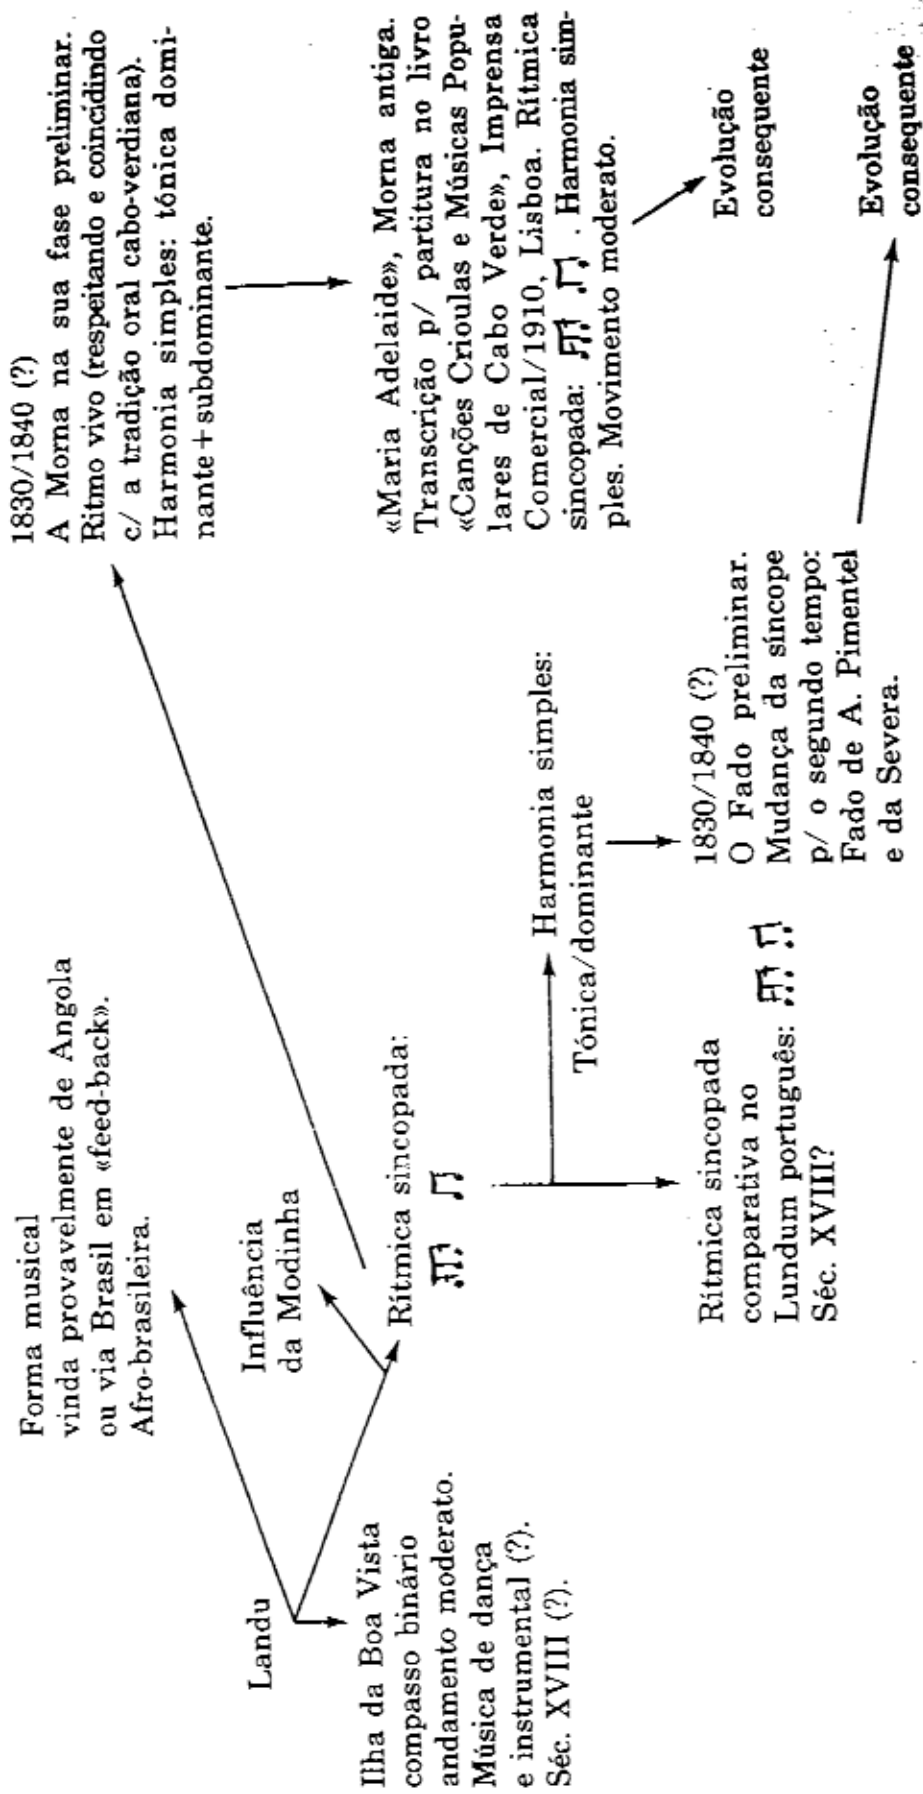 Landu
Ilha da Boa Vista
compasso binário
andamento moderato.
Música de dança
e instrumental (?).
Séc. XVIII (?).
Forma musical
vinda provavelmente de Angola
ou via Brasil em «feed-back».
Afro-brasileira.
Influência
da Modinha
Rítmica sincopada:
Rítmica sincopada
comparativa no
Lundum português:
Séc. XVIII?
Harmonia simples:
Tónica/dominante
1830/1840 (?)
O Fado preliminar.
Mudança da síncope
p/ o segundo tempo:
Fado de A. Pimentel
e da Severa.
1830/1840 (?)
A Morna na sua fase preliminar.
Ritmo vivo (respeitando e coincidindo
c/ a tradição oral cabo-verdiana).
Harmonia simples: tónica domi-
nante+subdominante.
«Maria Adelaide», Morna antiga.
Transcrição p/ partitura no livro
«Canções Crioulas e Músicas Popu-
lares de Cabo Verde», Imprensa
Comercial/1910, Lisboa. Rítmica
sincopada: . Harmonia sim-
ples. Movimento moderato.
Evolução
consequente
Evolução
consequente